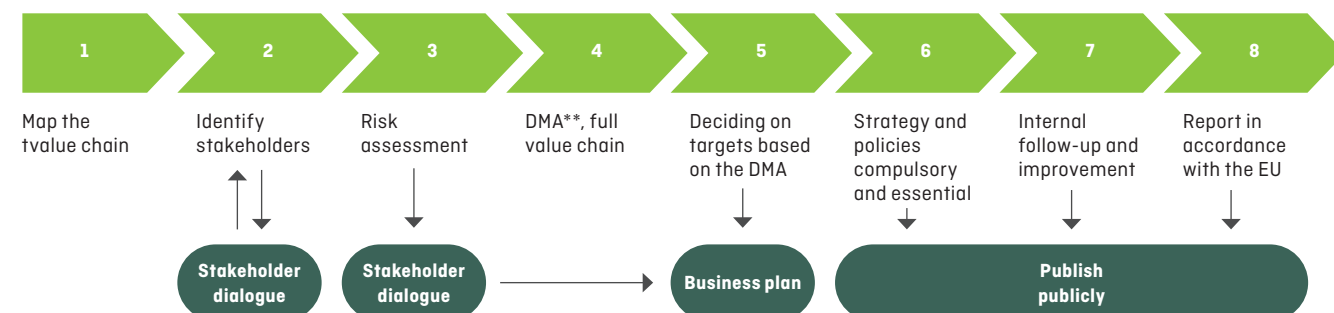 1
2
3
4
5
6
7
8
Map the
tvalue chain
Identify
stakeholders
Risk
assessment
DMA**, full
value chain
Deciding on
targets based
on the DMA
Strategy and
policies
compulsory
and essential
Internal
follow-up and
improvement
Report in
accordance
with the EU
Stakeholder
dialogue
Stakeholder
dialogue
Business plan
Publish
publicly